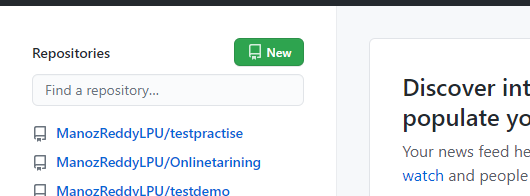 Repositories
New
Find a repository...
ManozReddyLPU/testpractise
ManozReddyLPU/Onlinetarining
ManozReddyLPU/testdemo
Discover int
populate yo
Your news feed he
watch and people